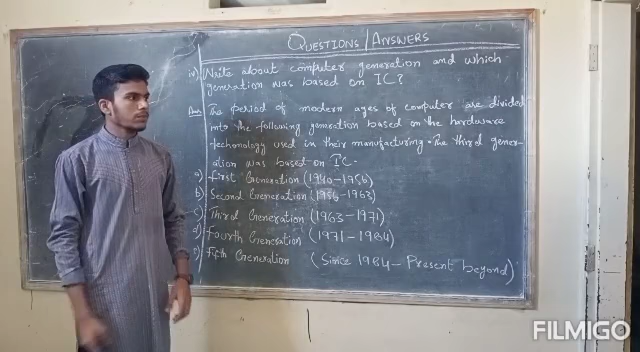 QUESTIONS/ANSWERS
iv) Write about computer generation and which
generation was based on IC?
Ans The period of modern ages of computer are divided
into the following generation based on the hardware
techonology used in their manufacturing. The third gener-
ation was based on IC.
a) First Generation (1940-1956)
b) Second Generation (1956-1963)
c) Third Generation (1963-1971)
d) Fourth Generation (1971-1984)
e) Fifth Generation (Since 1984-Present beyond)
FILMIGO